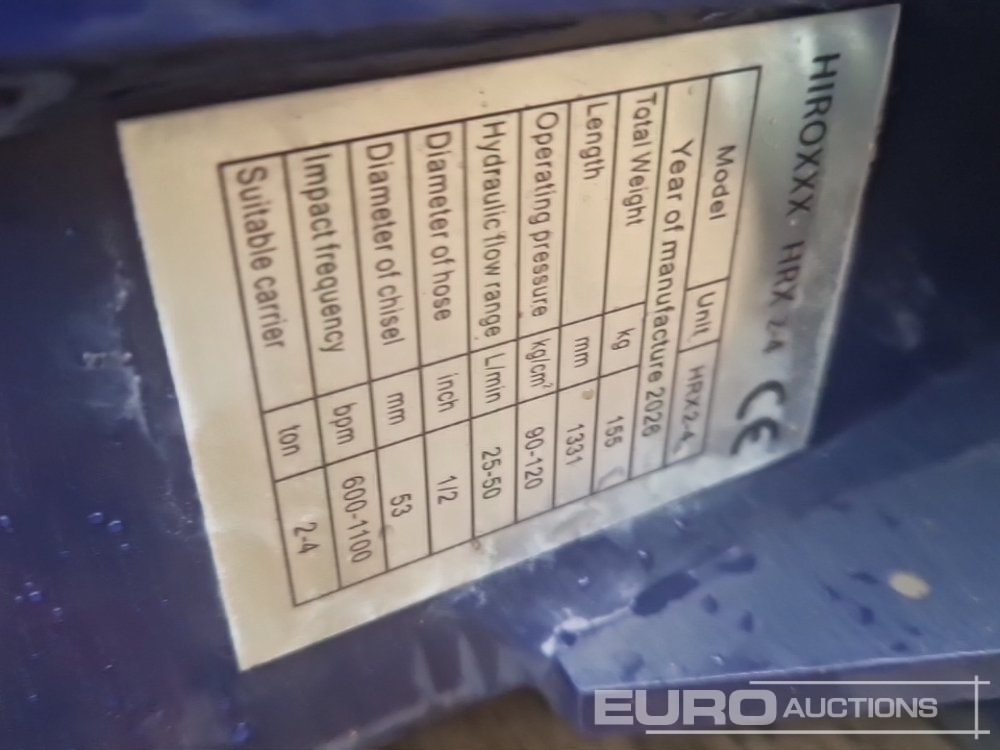 HIROXXX HRX 2-4 CE
Model Unit HRX 2-4
Year of manufacture 2026
Total Weight kg 155
Length mm 1331
Operating pressure kg/cm² 90-120
Hydraulic flow range L/min 25-50
Diameter of hose inch 1/2
Diameter of chisel mm 53
Impact frequency bpm 600-1100
Suitable carrier ton 2-4
EURO AUCTIONS